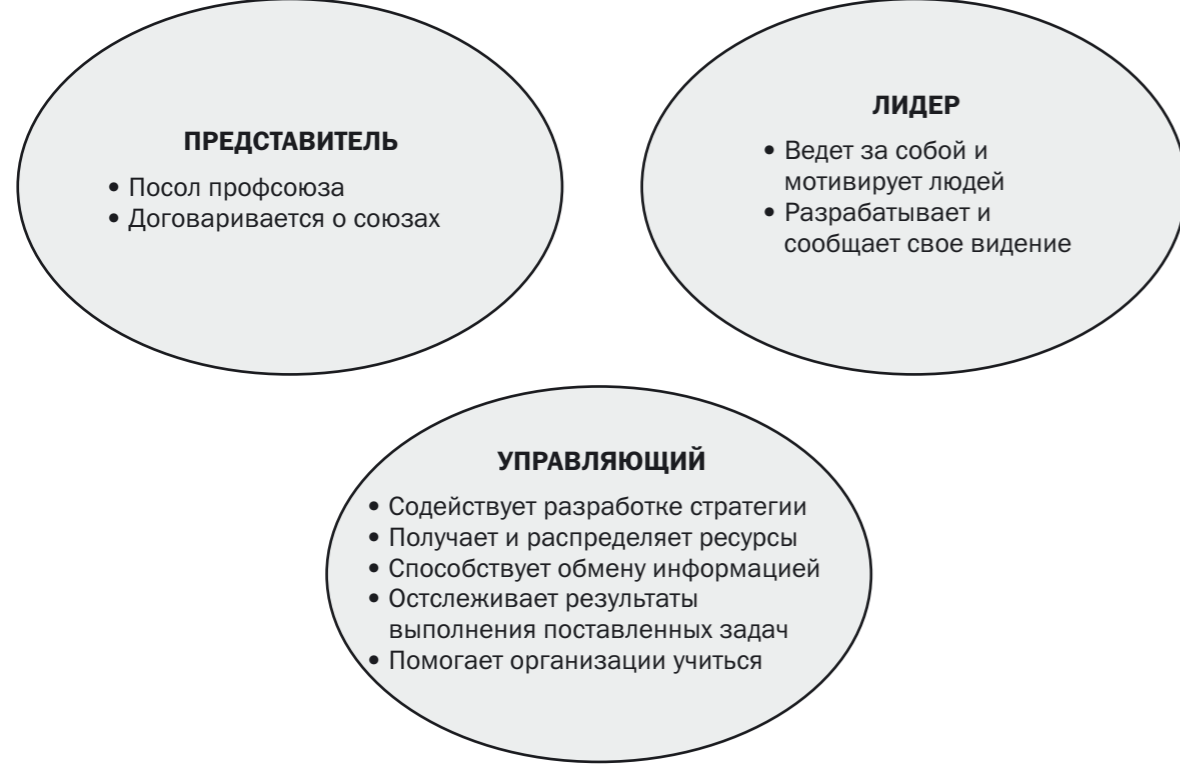 ПРЕДСТАВИТЕЛЬ
• Посол профсоюза
• Договаривается о союзах
ЛИДЕР
• Ведет за собой и
мотивирует людей
• Разрабатывает и
сообщает свое видение
УПРАВЛЯЮЩИЙ
• Содействует разработке стратегии
• Получает и распределяет ресурсы
• Способствует обмену информацией
• Остслеживает результаты
выполнения поставленных задач
• Помогает организации учиться